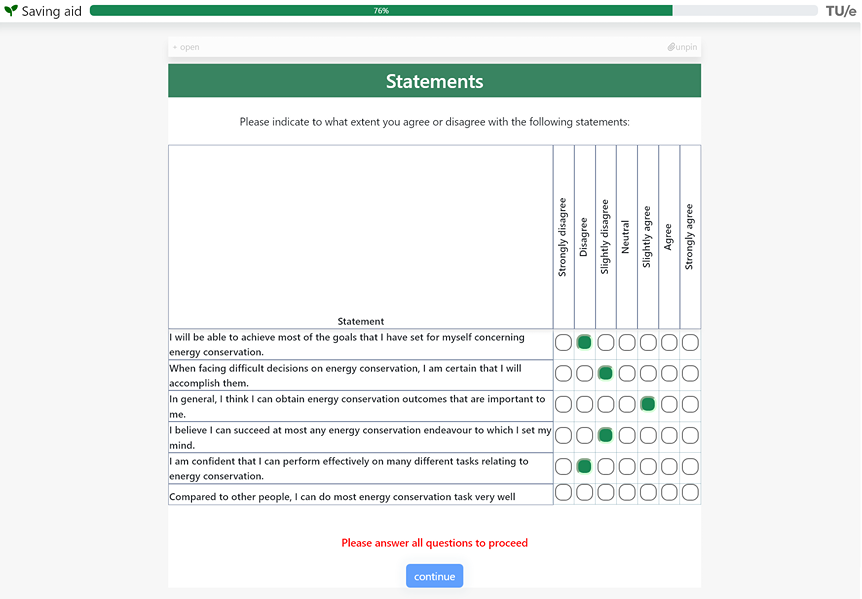 Saving aid
76%
TU/e
+ open
unpin
Statements
Please indicate to what extent you agree or disagree with the following statements:
Statement
Strongly disagree
Disagree
Slightly disagree
Neutral
Slightly agree
Agree
Strongly agree
I will be able to achieve most of the goals that I have set for myself concerning
energy conservation.
When facing difficult decisions on energy conservation, I am certain that I will
accomplish them.
In general, I think I can obtain energy conservation outcomes that are important to
me.
I believe I can succeed at most any energy conservation endeavour to which I set my
mind.
I am confident that I can perform effectively on many different tasks relating to
energy conservation.
Compared to other people, I can do most energy conservation task very well
Please answer all questions to proceed
continue